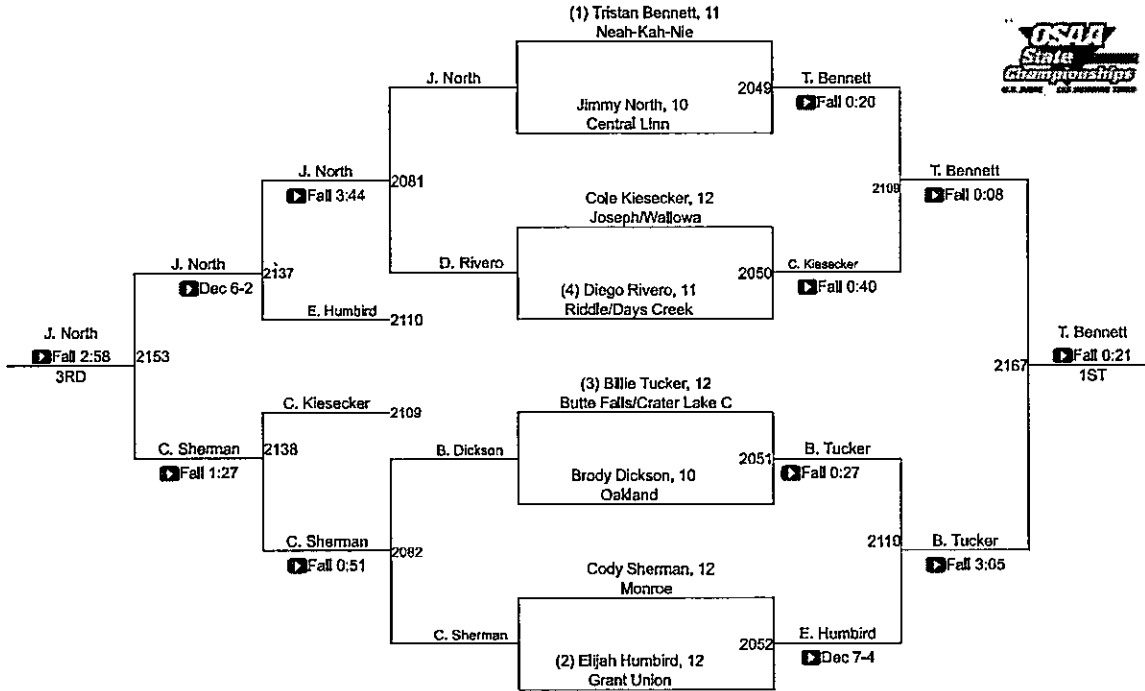 (1) Tristan Bennett, 11
Neah-Kah-Nie
OSAA
State
Championships
J. North
2049
T. Bennett
Fall 0:20
Jimmy North, 10
Central Linn
J. North
Fall 3:44
2081
2109
T. Bennett
Fall 0:08
Cole Kiesecker, 12
Joseph/Wallowa
J. North
Dec 6-2
2137
D. Rivero
2050
C. Kiesecker
Fall 0:40
(4) Diego Rivero, 11
Riddle/Days Creek
E. Humbird
2110
J. North
Fall 2:58
3RD
2153
2167
T. Bennett
Fall 0:21
1ST
(3) Billie Tucker, 12
Butte Falls/Crater Lake C
C. Kiesecker
2109
C. Sherman
Fall 1:27
2138
B. Dickson
2051
B. Tucker
Fall 0:27
Brody Dickson, 10
Oakland
C. Sherman
Fall 0:51
2082
2110
B. Tucker
Fall 3:05
Cody Sherman, 12
Monroe
C. Sherman
2052
E. Humbird
Dec 7-4
(2) Elijah Humbird, 12
Grant Union